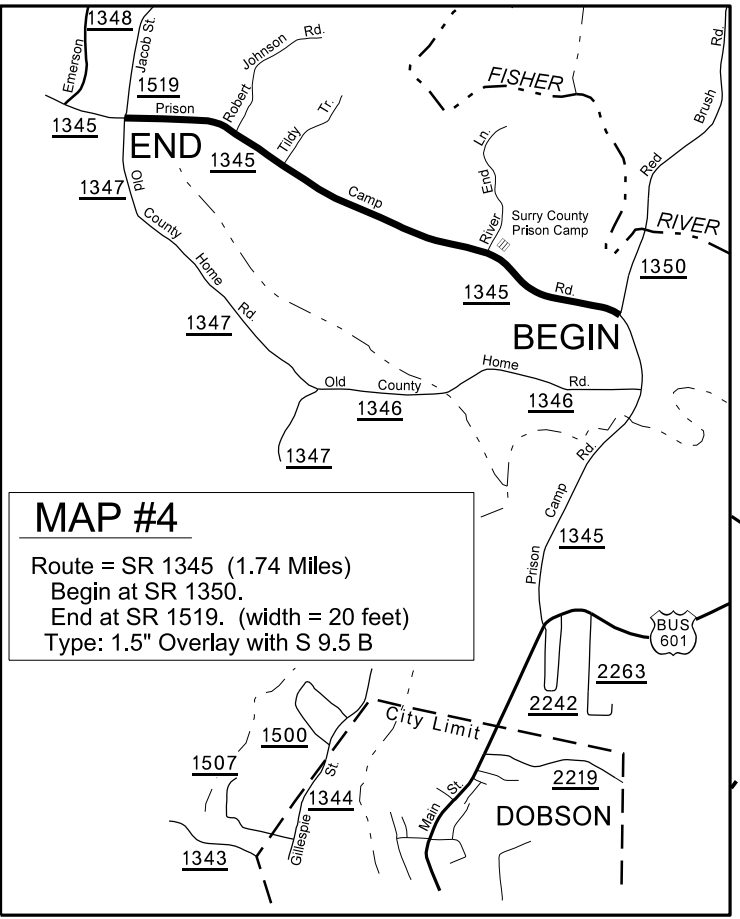 1348
Emerson
Jacob St.
1519
1345
Prison
END
Robert Johnson Rd.
1345
Tildy Tr.
FISHER
Red Brush Rd.
1347
Old County Home Rd.
Camp
River End Ln.
Surry County
Prison Camp
RIVER
1350
1345
Rd.
1347
BEGIN
Old County Home Rd.
1346
1346
1347
Prison Camp Rd.
1345
MAP #4
Route = SR 1345 (1.74 Miles)
Begin at SR 1350.
End at SR 1519. (width = 20 feet)
Type: 1.5" Overlay with S 9.5 B
BUS
601
2263
2242
City Limit
1500
1507
1344
Gillespie St.
2219
Main St.
DOBSON
1343